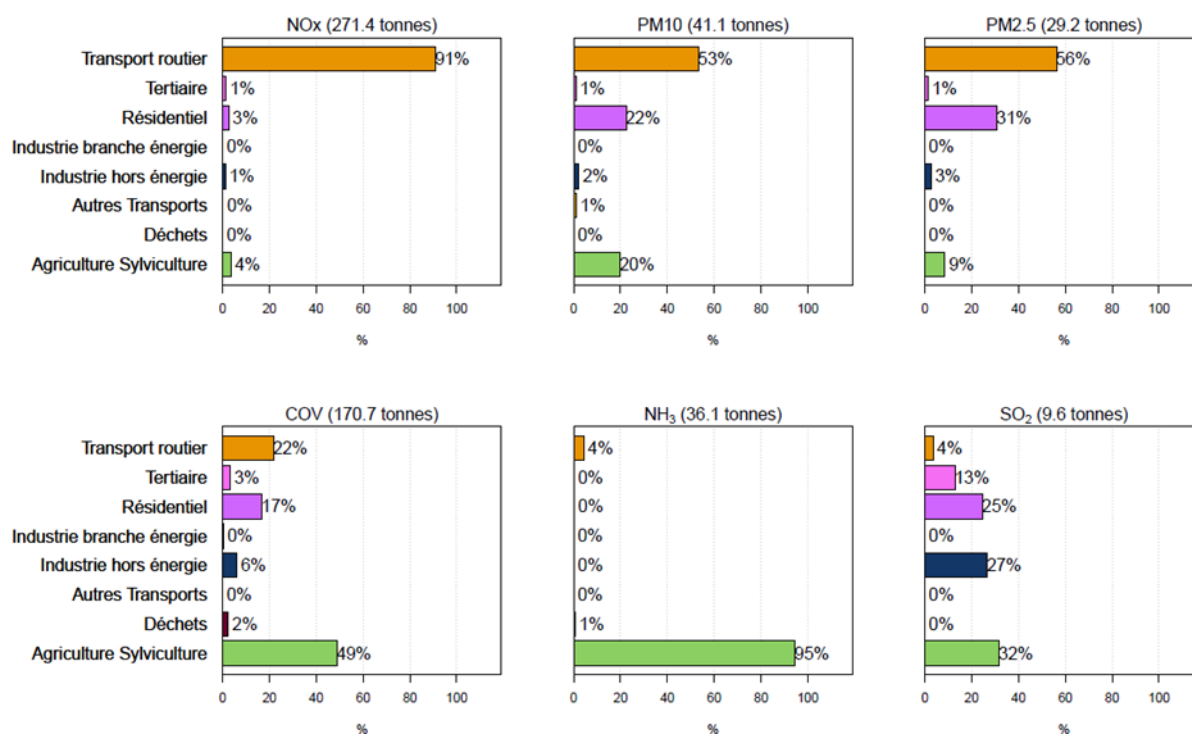 NOx (271.4 tonnes) PM10 (41.1 tonnes) PM2.5 (29.2 tonnes)
Transport routier 91% 53% 56%
Tertiaire 1% 1% 1%
Résidentiel 3% 22% 31%
Industrie branche énergie 0% 0% 0%
Industrie hors énergie 1% 2% 3%
Autres Transports 0% 1% 0%
Déchets 0% 0% 0%
Agriculture Sylviculture 4% 20% 9%
0 20 40 60 80 100 0 20 40 60 80 100 0 20 40 60 80 100
% % %
COV (170.7 tonnes) NH₃ (36.1 tonnes) SO₂ (9.6 tonnes)
Transport routier 22% 4% 4%
Tertiaire 3% 0% 13%
Résidentiel 17% 0% 25%
Industrie branche énergie 0% 0% 0%
Industrie hors énergie 6% 0% 27%
Autres Transports 0% 0% 0%
Déchets 2% 1% 0%
Agriculture Sylviculture 49% 95% 32%
0 20 40 60 80 100 0 20 40 60 80 100 0 20 40 60 80 100
% % %